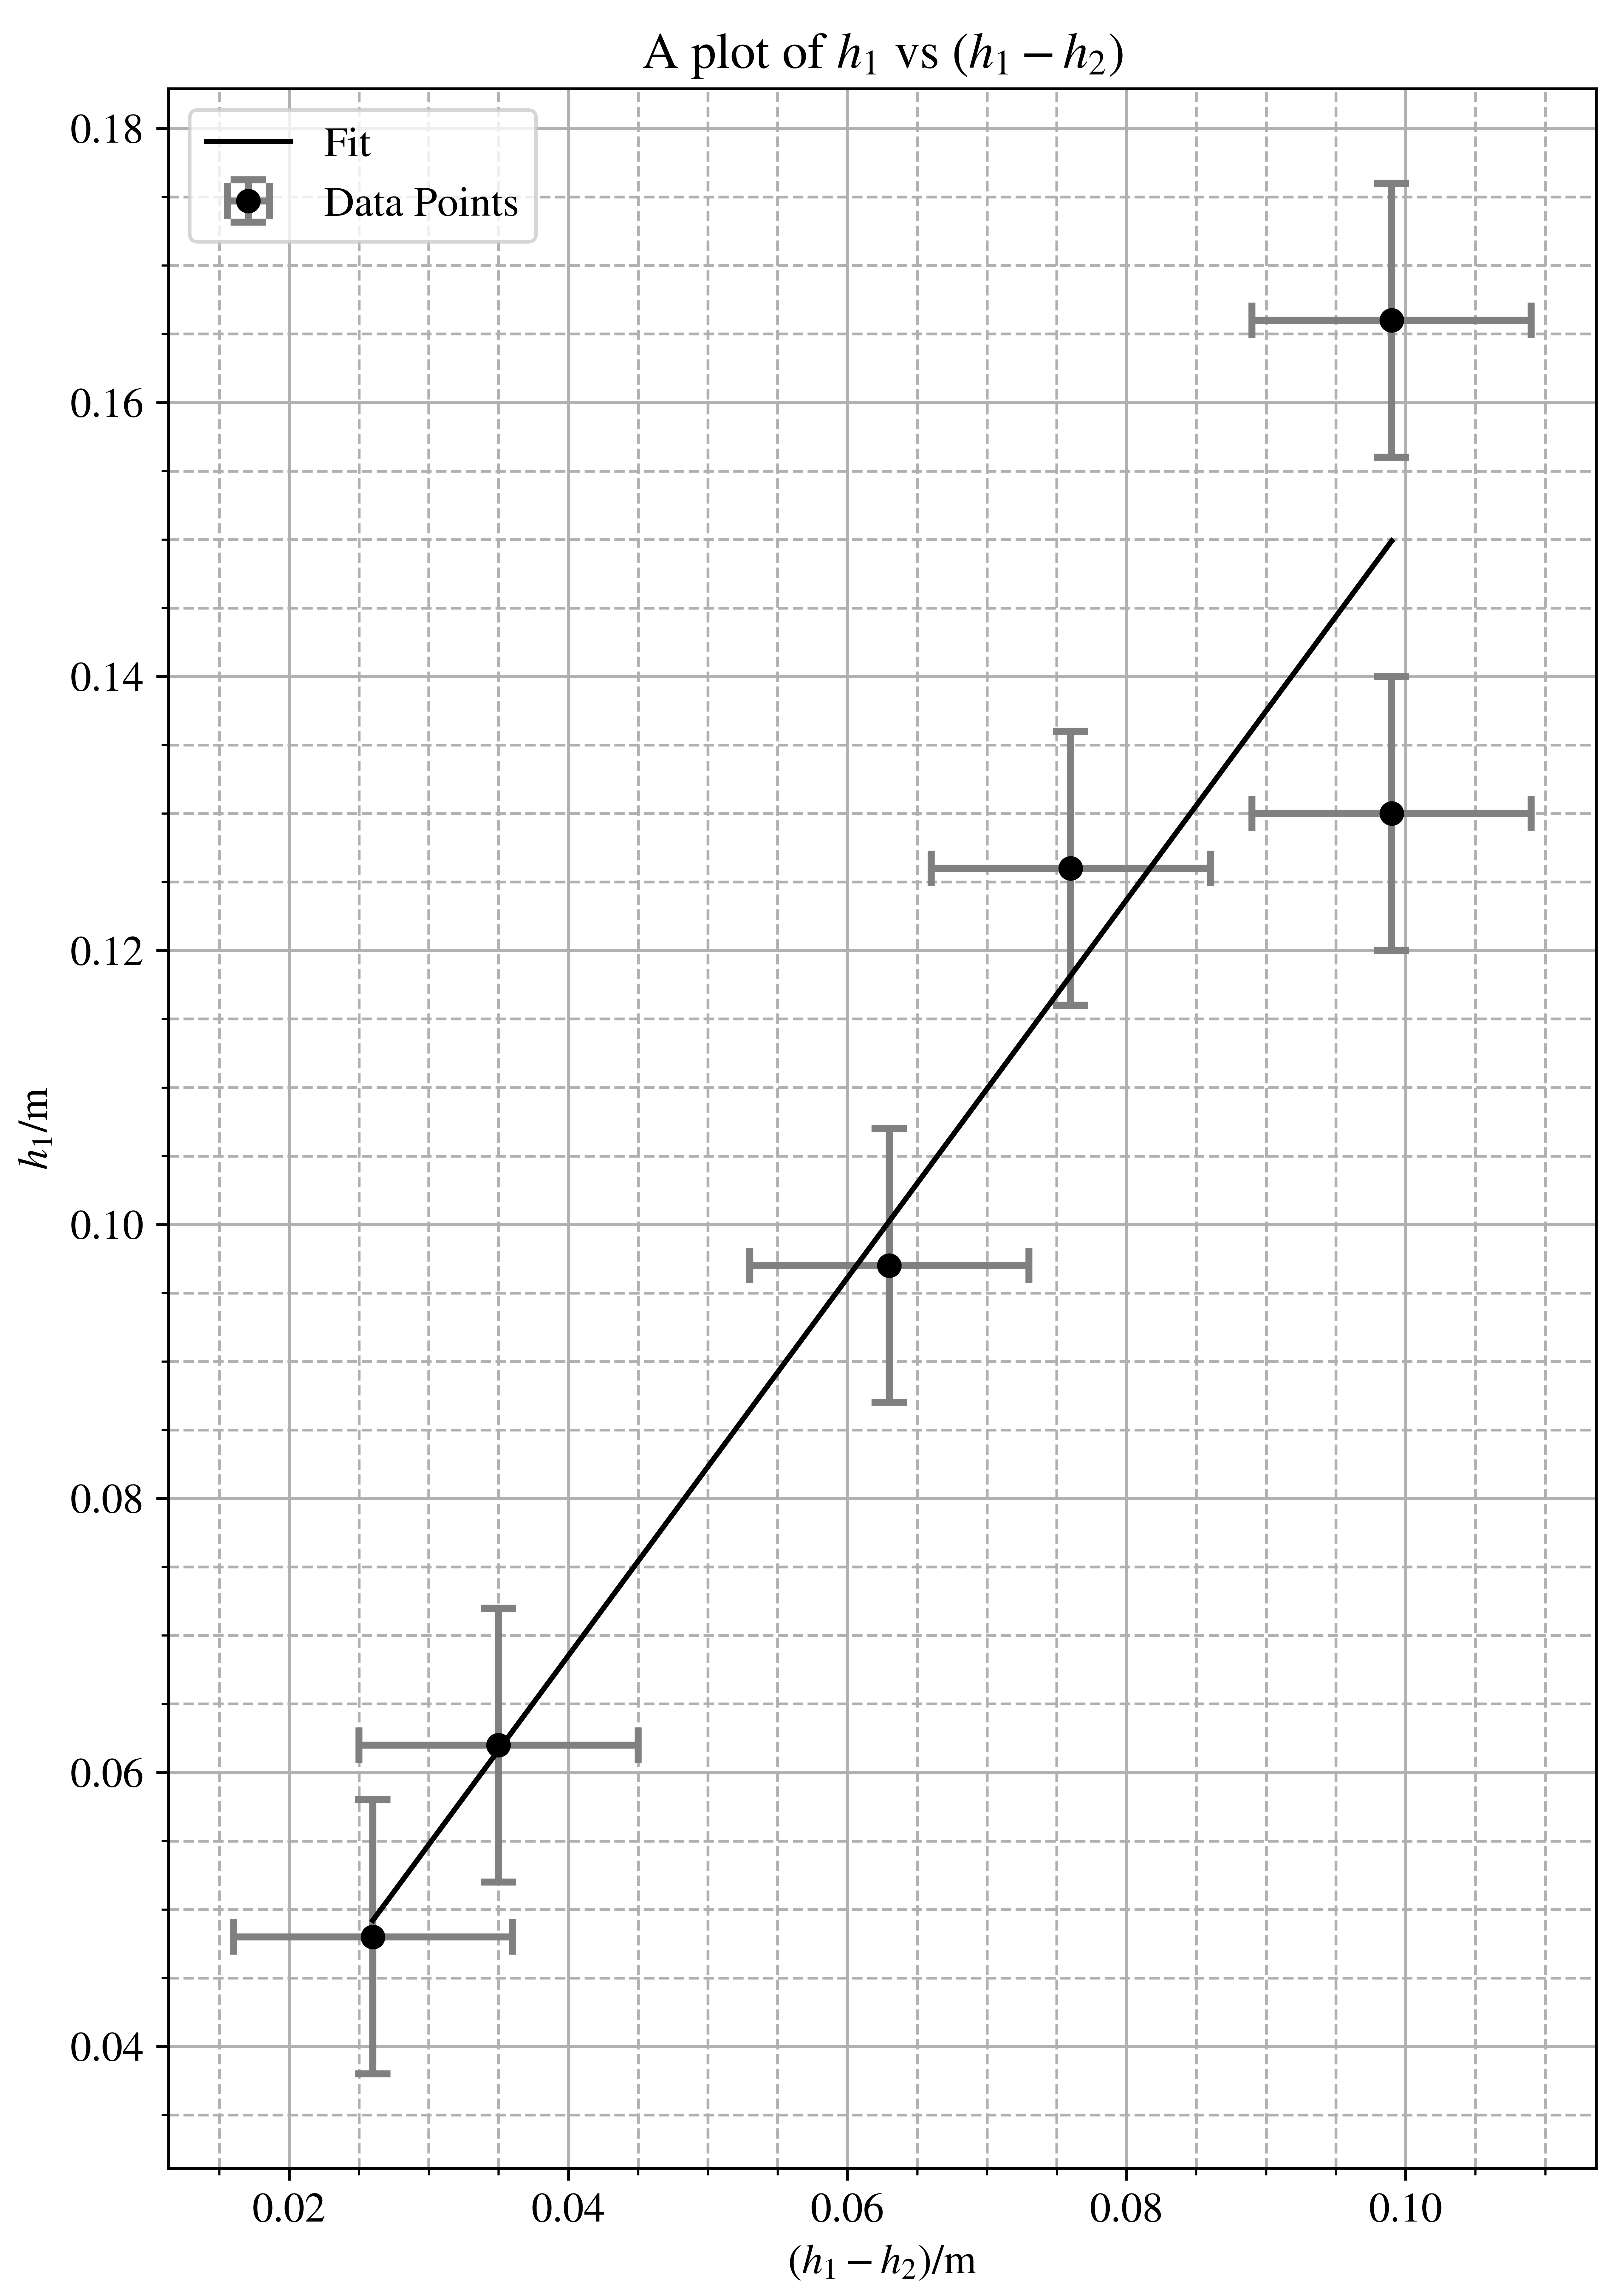 A plot of h₁ vs (h₁ − h₂)
Fit
Data Points
0.18
0.16
0.14
0.12
0.10
0.08
0.06
0.04
h₁/m
0.02 0.04 0.06 0.08 0.10
(h₁ − h₂)/m